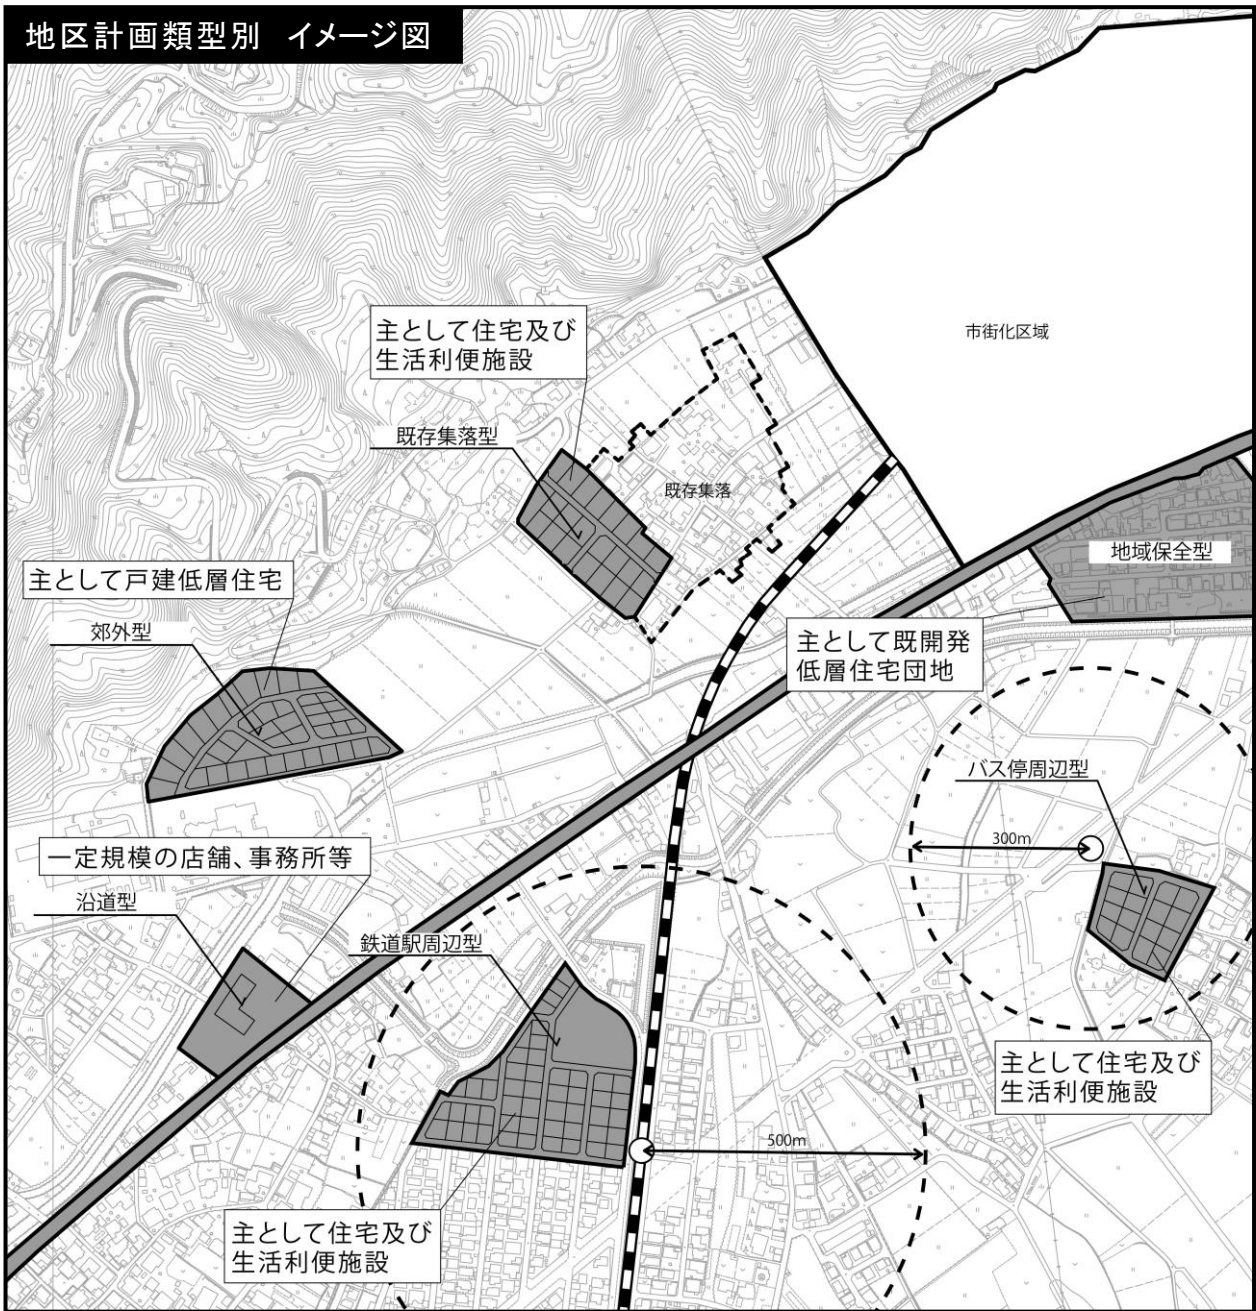 地区計画類型別 イメージ図
市街化区域
主として住宅及び
生活利便施設
既存集落型
既存集落
地域保全型
主として戸建低層住宅
郊外型
主として既開発
低層住宅団地
バス停周辺型
300m
一定規模の店舗、事務所等
沿道型
鉄道駅周辺型
主として住宅及び
生活利便施設
500m
主として住宅及び
生活利便施設